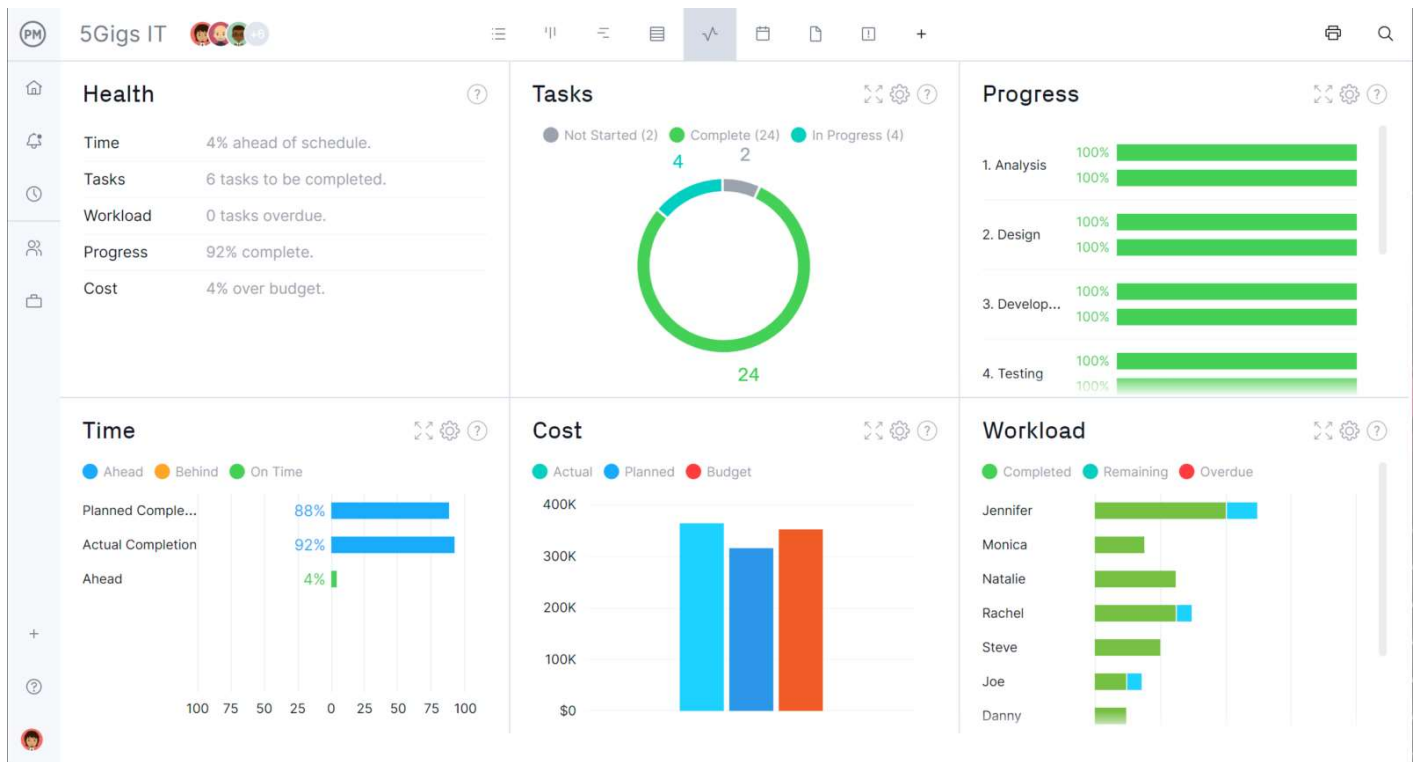 PM
5Gigs IT
+6
Health
Time 4% ahead of schedule.
Tasks 6 tasks to be completed.
Workload 0 tasks overdue.
Progress 92% complete.
Cost 4% over budget.
Tasks
Not Started (2) Complete (24) In Progress (4)
4 2
24
Progress
1. Analysis 100%
100%
2. Design 100%
100%
3. Develop... 100%
100%
4. Testing 100%
100%
Time
Ahead Behind On Time
Planned Comple... 88%
Actual Completion 92%
Ahead 4%
100 75 50 25 0 25 50 75 100
Cost
Actual Planned Budget
400K
300K
200K
100K
$0
Workload
Completed Remaining Overdue
Jennifer
Monica
Natalie
Rachel
Steve
Joe
Danny